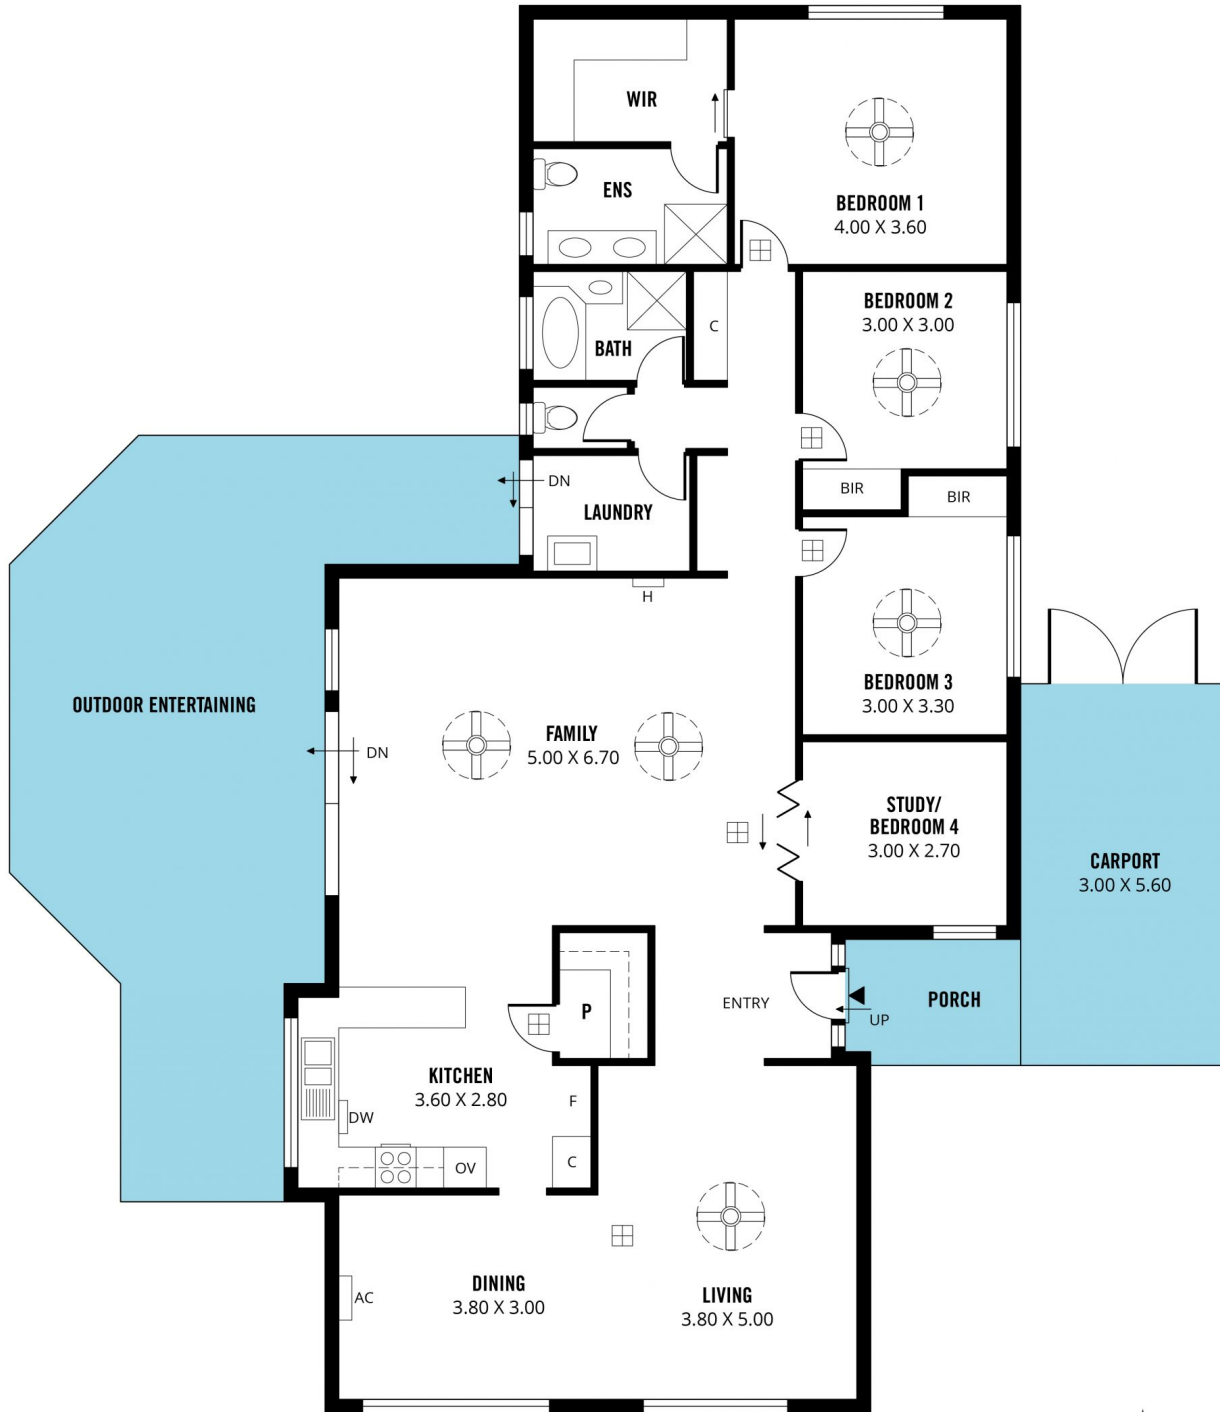 WIR
ENS
BEDROOM 1
4.00 X 3.60
BEDROOM 2
3.00 X 3.00
C
BATH
DN
LAUNDRY
BIR
BIR
H
BEDROOM 3
3.00 X 3.30
OUTDOOR ENTERTAINING
FAMILY
5.00 X 6.70
DN
STUDY/
BEDROOM 4
3.00 X 2.70
CARPORT
3.00 X 5.60
P
ENTRY
PORCH
UP
KITCHEN
3.60 X 2.80
F
DW
OV
C
DINING
3.80 X 3.00
AC
LIVING
3.80 X 5.00